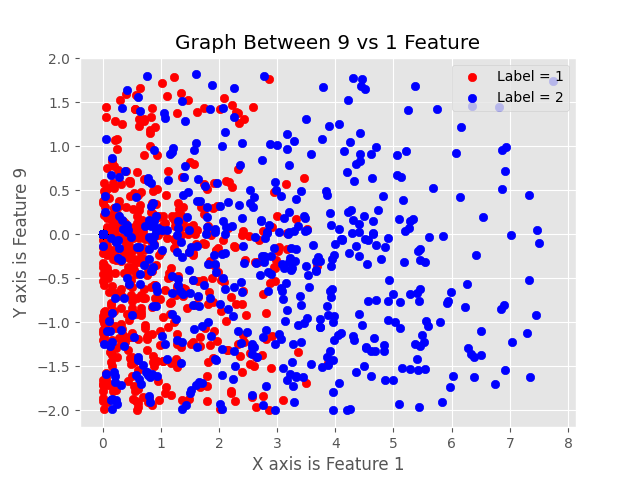 Graph Between 9 vs 1 Feature
Label = 1
Label = 2
2.0
1.5
1.0
0.5
0.0
−0.5
−1.0
−1.5
−2.0
Y axis is Feature 9
0 1 2 3 4 5 6 7 8
X axis is Feature 1